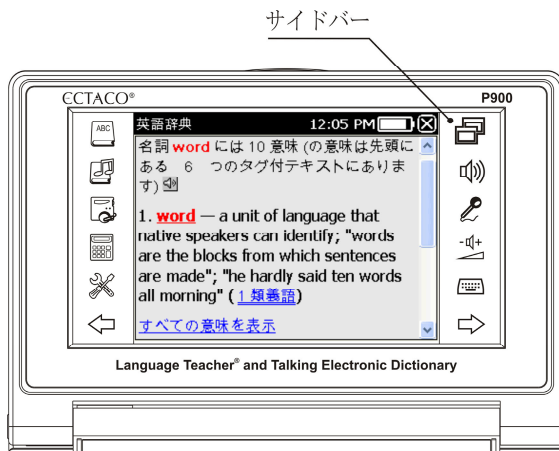 サイドバー
ECTACO®
P900
ABC
英語辞典 12:05 PM
名詞 word には 10 意味 (の意味は先頭に
ある 6 つのタグ付テキストにありま
す)
1. word — a unit of language that
native speakers can identify; "words
are the blocks from which sentences
are made"; "he hardly said ten words
all morning" ( 1 類義語)
すべての意味を表示
Language Teacher® and Talking Electronic Dictionary